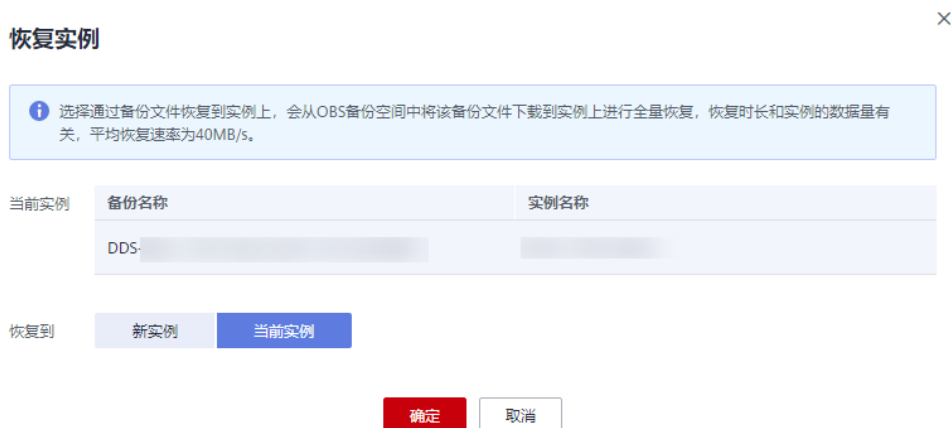 恢复实例
选择通过备份文件恢复到实例上，会从OBS备份空间中将该备份文件下载到实例上进行全量恢复，恢复时长和实例的数据量有
关，平均恢复速率为40MB/s。
当前实例 备份名称 实例名称
DDS-
恢复到 新实例 当前实例
确定 取消